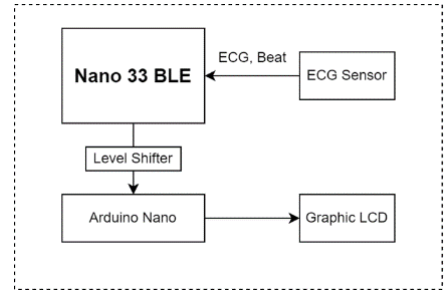 Nano 33 BLE
ECG, Beat
ECG Sensor
Level Shifter
Arduino Nano
Graphic LCD